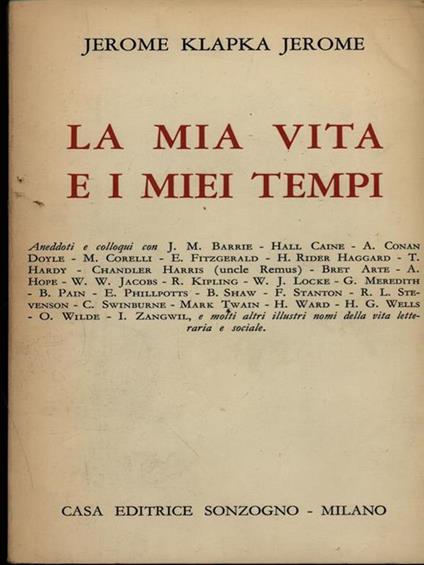 JEROME KLAPKA JEROME
LA MIA VITA
E I MIEI TEMPI
Aneddoti e colloqui con J. M. BARRIE - HALL CAINE - A. CONAN
DOYLE - M. CORELLI - E. FITZGERALD - H. RIDER HAGGARD - T.
HARDY - CHANDLER HARRIS (uncle Remus) - BRET ARTE - A.
HOPE - W. W. JACOBS - R. KIPLING - W. J. LOCKE - G. MEREDITH
- B. PAIN - E. PHILLPOTTS - B. SHAW - F. STANTON - R. L. STE-
VENSON - C. SWINBURNE - MARK TWAIN - H. WARD - H. G. WELLS
- O. WILDE - I. ZANGWIL, e molti altri illustri nomi della vita lette-
raria e sociale.
CASA EDITRICE SONZOGNO - MILANO